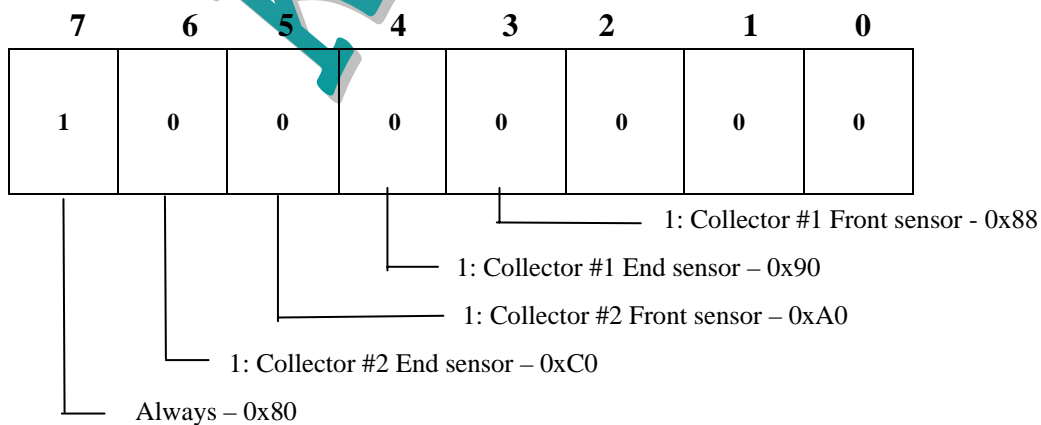 7 6 5 4 3 2 1 0
1 0 0 0 0 0 0 0
1: Collector #1 Front sensor - 0x88
1: Collector #1 End sensor – 0x90
1: Collector #2 Front sensor – 0xA0
1: Collector #2 End sensor – 0xC0
Always – 0x80